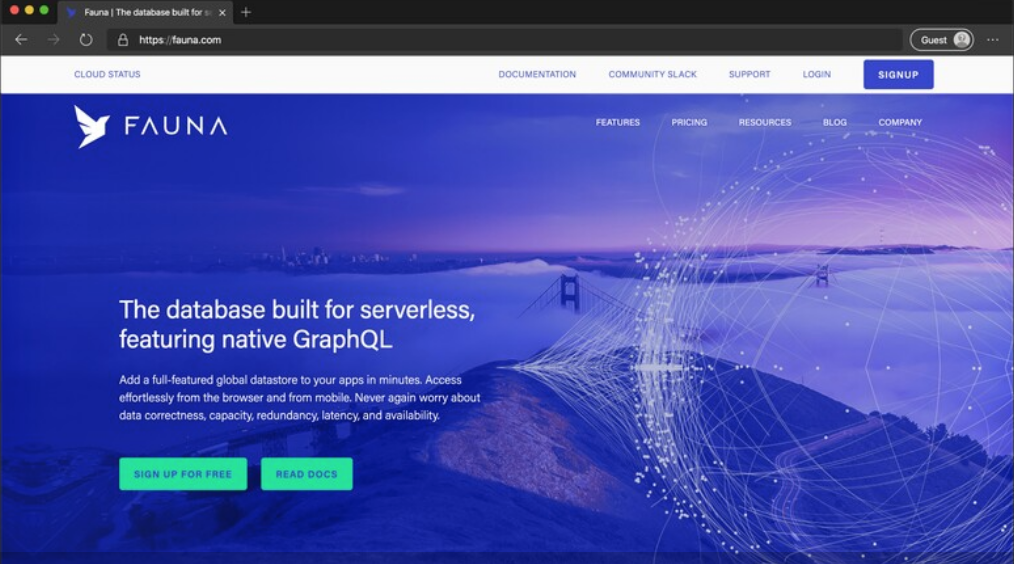 Fauna | The database built for se
https://fauna.com
Guest
CLOUD STATUS
DOCUMENTATION
COMMUNITY SLACK
SUPPORT
LOGIN
SIGNUP
FAUNA
FEATURES
PRICING
RESOURCES
BLOG
COMPANY
The database built for serverless,
featuring native GraphQL
Add a full-featured global datastore to your apps in minutes. Access
effortlessly from the browser and from mobile. Never again worry about
data correctness, capacity, redundancy, latency, and availability.
SIGN UP FOR FREE
READ DOCS